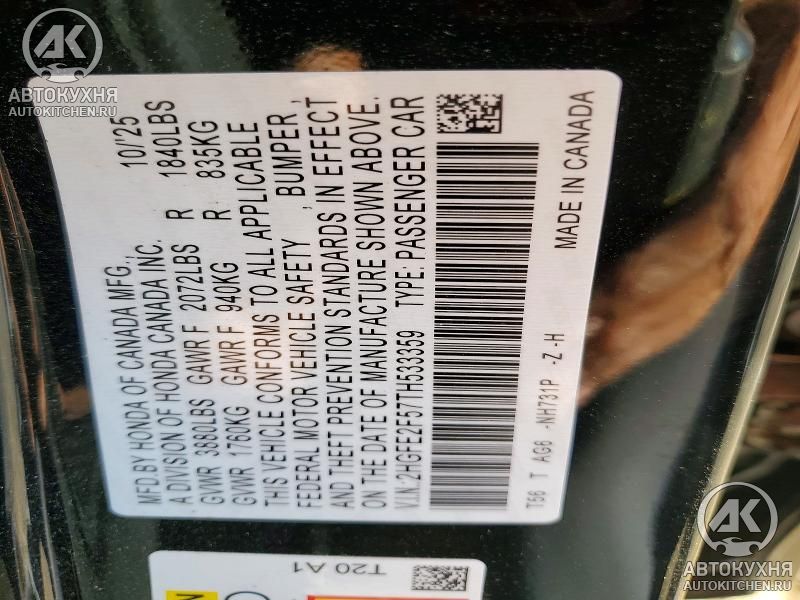 MFD.BY HONDA OF CANADA MFG., 10/'25
A DIVISION OF HONDA CANADA INC.
GVWR 3880LBS GAWR F 2072LBS R 1840LBS
GVWR 1760KG GAWR F 940KG R 835KG
THIS VEHICLE CONFORMS TO ALL APPLICABLE
FEDERAL MOTOR VEHICLE SAFETY , BUMPER ,
AND THEFT PREVENTION STANDARDS IN EFFECT
ON THE DATE OF MANUFACTURE SHOWN ABOVE.
V.I.N.:2HGFE2F57TH533359 TYPE: PASSENGER CAR
T56 T AG6 -NH731P -Z -H
MADE IN CANADA
T20 A1
AK
АВТОКУХНЯ
AUTOKITCHEN.RU
AK
АВТОКУХНЯ
AUTOKITCHEN.RU